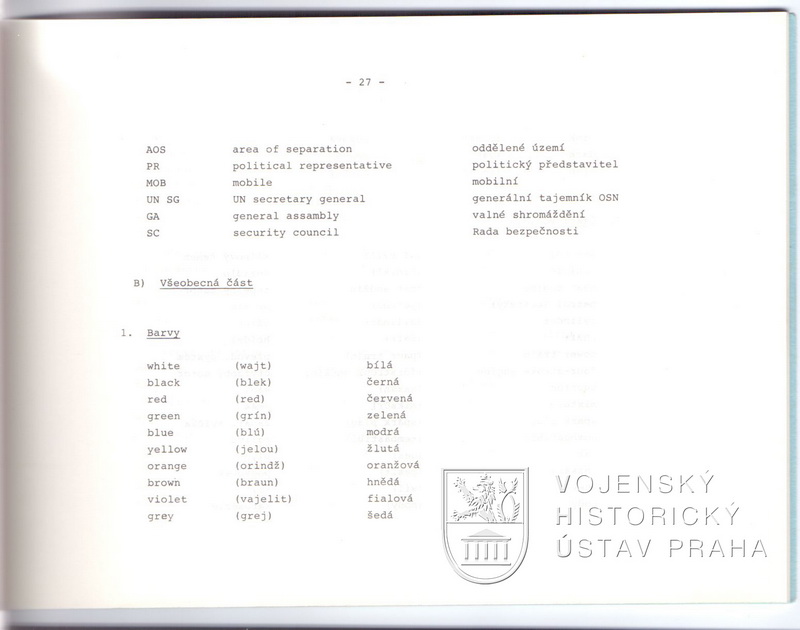 - 27 -
AOS area of separation oddělené území
PR political representative politický představitel
MOB mobile mobilní
UN SG UN secretary general generální tajemník OSN
GA general assambly valné shromáždění
SC security council Rada bezpečnosti
B) Všeobecná část
1. Barvy
white (wajt) bílá
black (blek) černá
red (red) červená
green (grín) zelená
blue (blú) modrá
yellow (jelou) žlutá
orange (orindž) oranžová
brown (braun) hnědá
violet (vajelit) fialová
grey (grej) šedá
VOJENSKÝ
HISTORICKÝ
ÚSTAV PRAHA